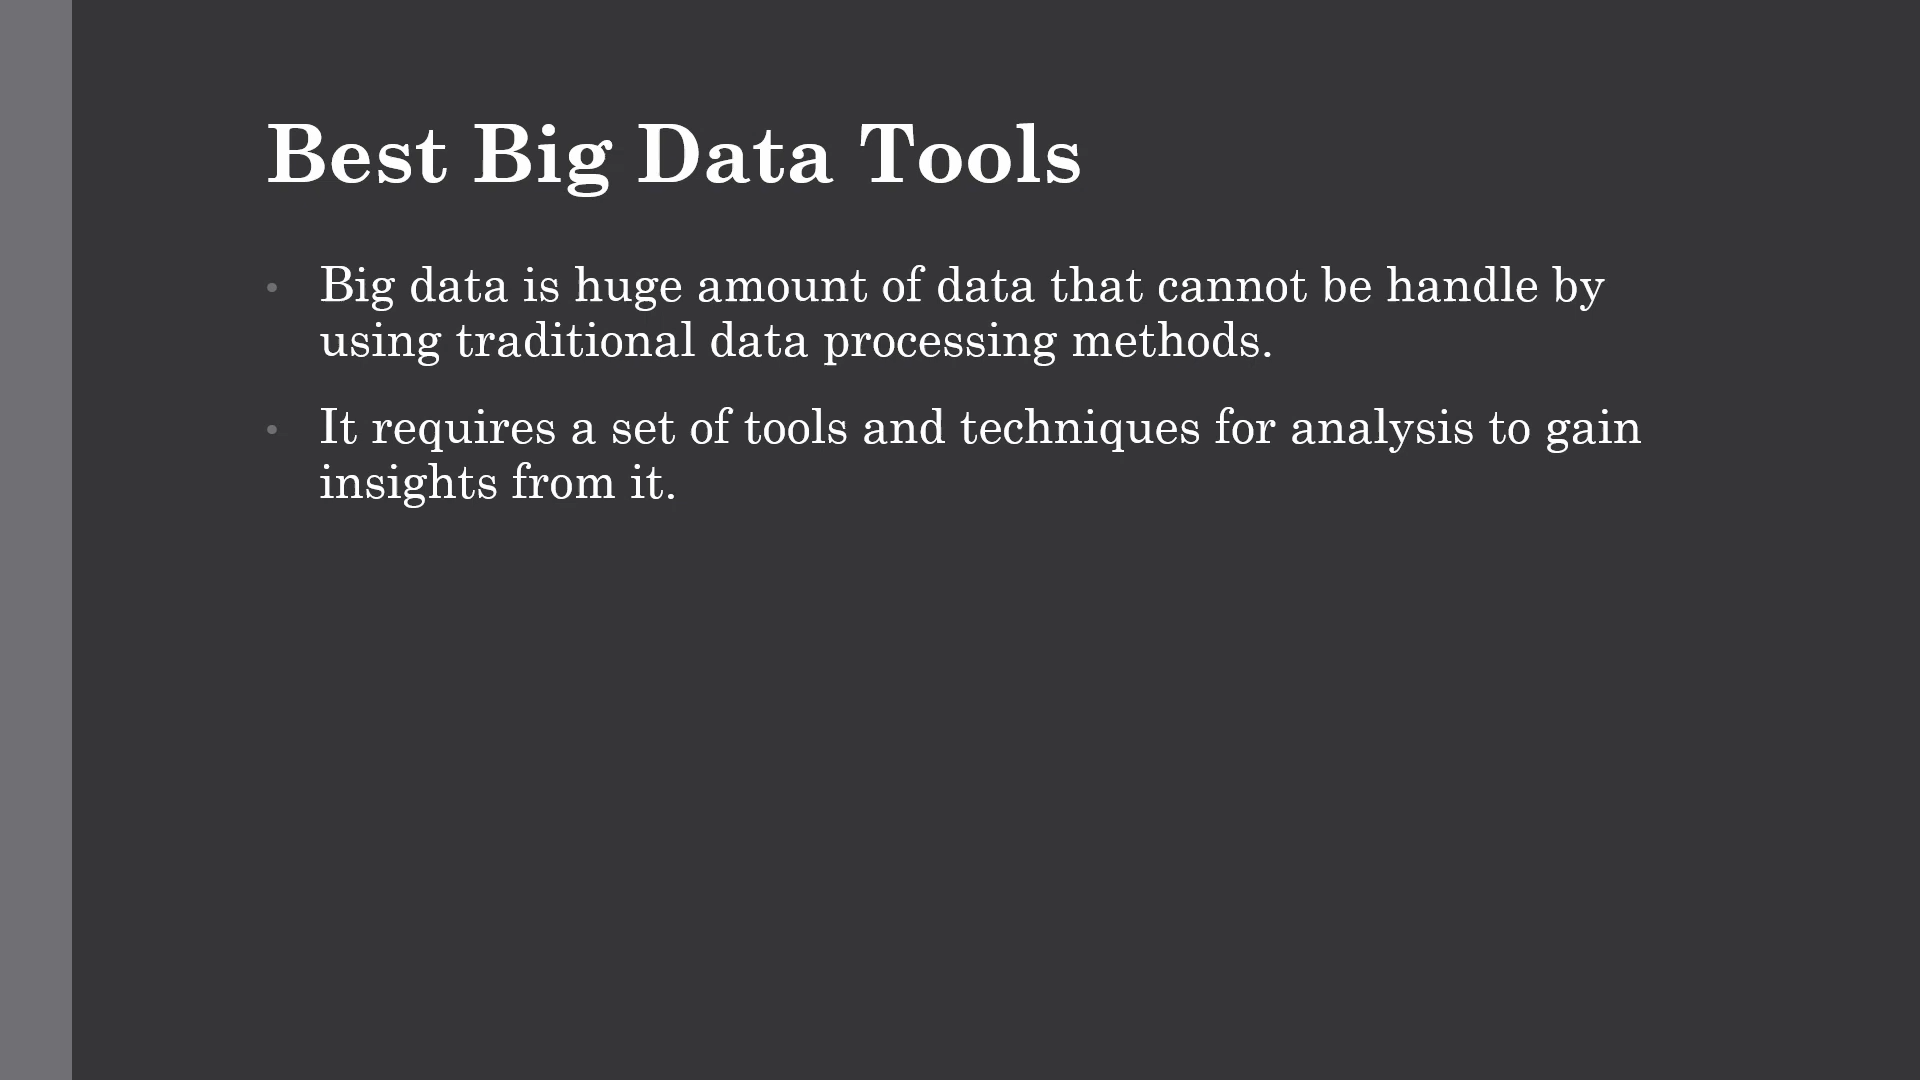 Best Big Data Tools
• Big data is huge amount of data that cannot be handle by
using traditional data processing methods.
• It requires a set of tools and techniques for analysis to gain
insights from it.